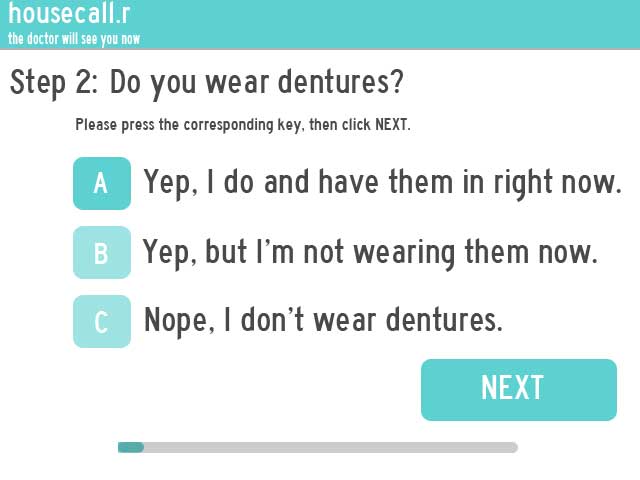 housecall.r
the doctor will see you now
Step 2: Do you wear dentures?
Please press the corresponding key, then click NEXT.
A Yep, I do and have them in right now.
B Yep, but I'm not wearing them now.
C Nope, I don't wear dentures.
NEXT